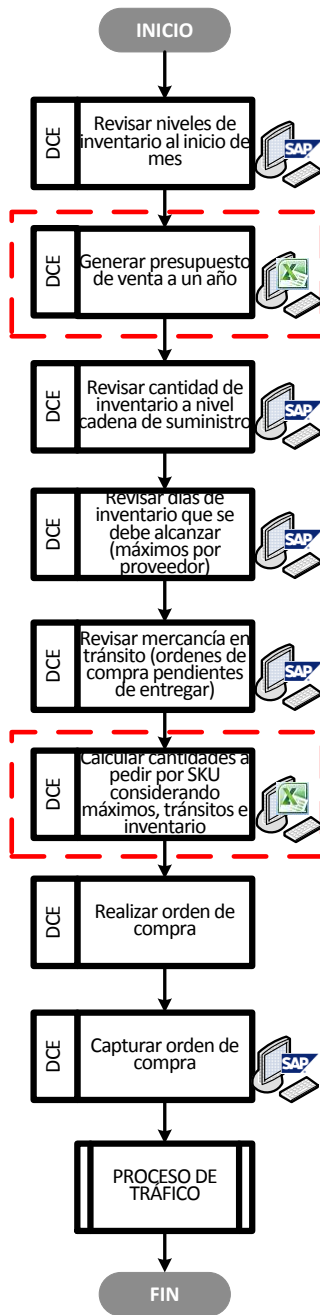 INICIO
DCE
Revisar niveles de
inventario al inicio de
mes
SAP
DCE
Generar presupuesto
de venta a un año
DCE
Revisar cantidad de
inventario a nivel
cadena de suministro
SAP
DCE
Revisar días de
inventario que se
debe alcanzar
(máximos por
proveedor)
SAP
DCE
Revisar mercancía en
tránsito (ordenes de
compra pendientes
de entregar)
SAP
DCE
Calcular cantidades a
pedir por SKU
considerando
máximos, tránsitos e
inventario
DCE
Realizar orden de
compra
DCE
Capturar orden de
compra
SAP
PROCESO DE
TRÁFICO
FIN